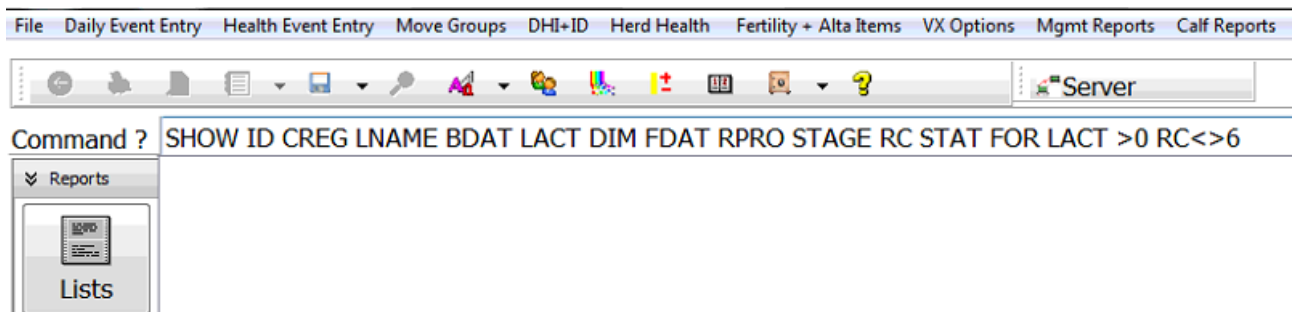 File Daily Event Entry Health Event Entry Move Groups DHI+ID Herd Health Fertility + Alta Items VX Options Mgmt Reports Calf Reports
Server
Command ? SHOW ID CREG LNAME BDAT LACT DIM FDAT RPRO STAGE RC STAT FOR LACT >0 RC<>6
Reports
Lists